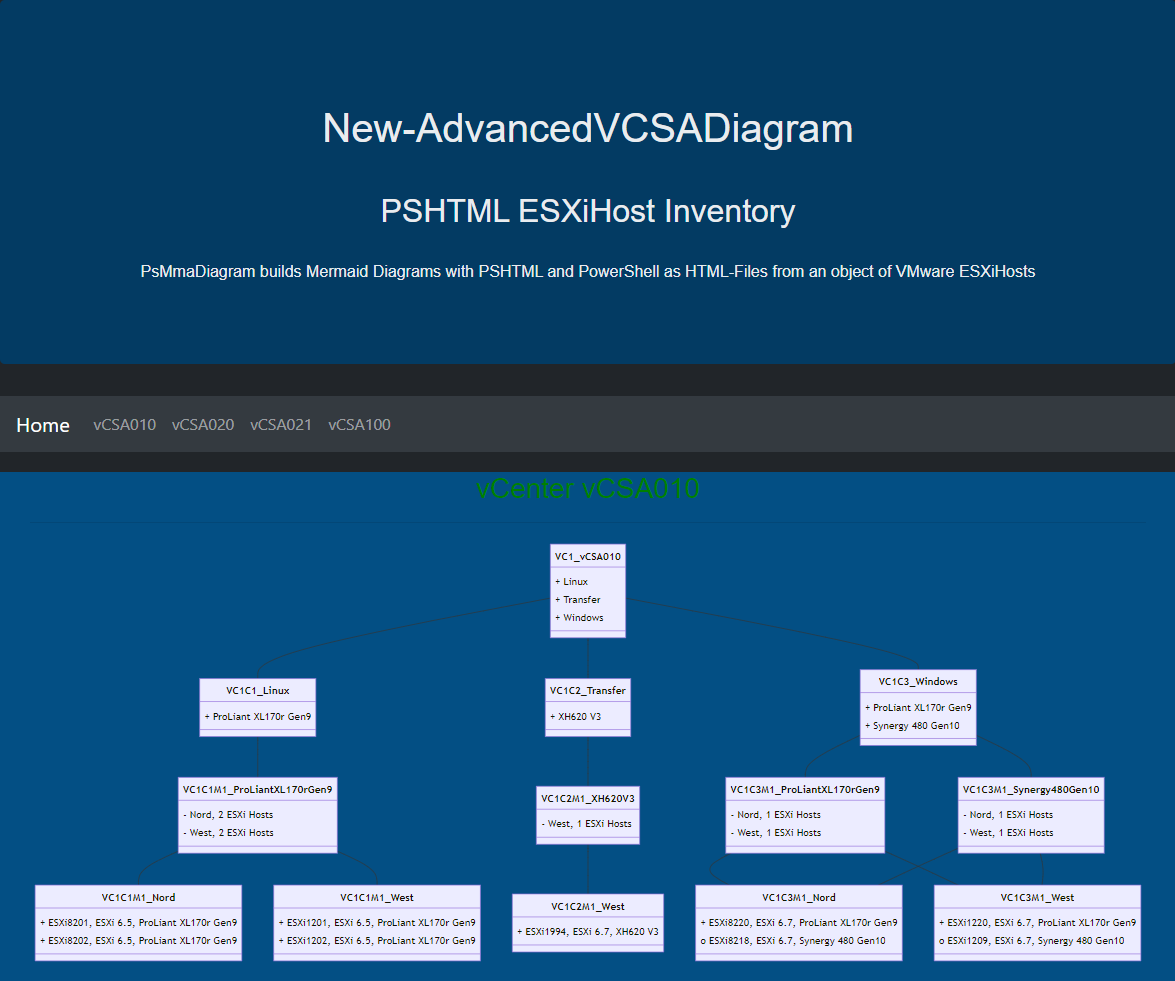 New-AdvancedVCSADiagram
PSHTML ESXiHost Inventory
PsMmaDiagram builds Mermaid Diagrams with PSHTML and PowerShell as HTML-Files from an object of VMware ESXiHosts
Home vCSA010 vCSA020 vCSA021 vCSA100
vCenter vCSA010
VC1_vCSA010
+ Linux
+ Transfer
+ Windows
VC1C1_Linux
+ ProLiant XL170r Gen9
VC1C2_Transfer
+ XH620 V3
VC1C3_Windows
+ ProLiant XL170r Gen9
+ Synergy 480 Gen10
VC1C1M1_ProLiantXL170rGen9
- Nord, 2 ESXi Hosts
- West, 2 ESXi Hosts
VC1C2M1_XH620V3
- West, 1 ESXi Hosts
VC1C3M1_ProLiantXL170rGen9
- Nord, 1 ESXi Hosts
- West, 1 ESXi Hosts
VC1C3M1_Synergy480Gen10
- Nord, 1 ESXi Hosts
- West, 1 ESXi Hosts
VC1C1M1_Nord
+ ESXi8201, ESXi 6.5, ProLiant XL170r Gen9
+ ESXi8202, ESXi 6.5, ProLiant XL170r Gen9
VC1C1M1_West
+ ESXi1201, ESXi 6.5, ProLiant XL170r Gen9
+ ESXi1202, ESXi 6.5, ProLiant XL170r Gen9
VC1C2M1_West
+ ESXi1994, ESXi 6.7, XH620 V3
VC1C3M1_Nord
+ ESXi8220, ESXi 6.7, ProLiant XL170r Gen9
o ESXi8218, ESXi 6.7, Synergy 480 Gen10
VC1C3M1_West
+ ESXi1220, ESXi 6.7, ProLiant XL170r Gen9
o ESXi1209, ESXi 6.7, Synergy 480 Gen10